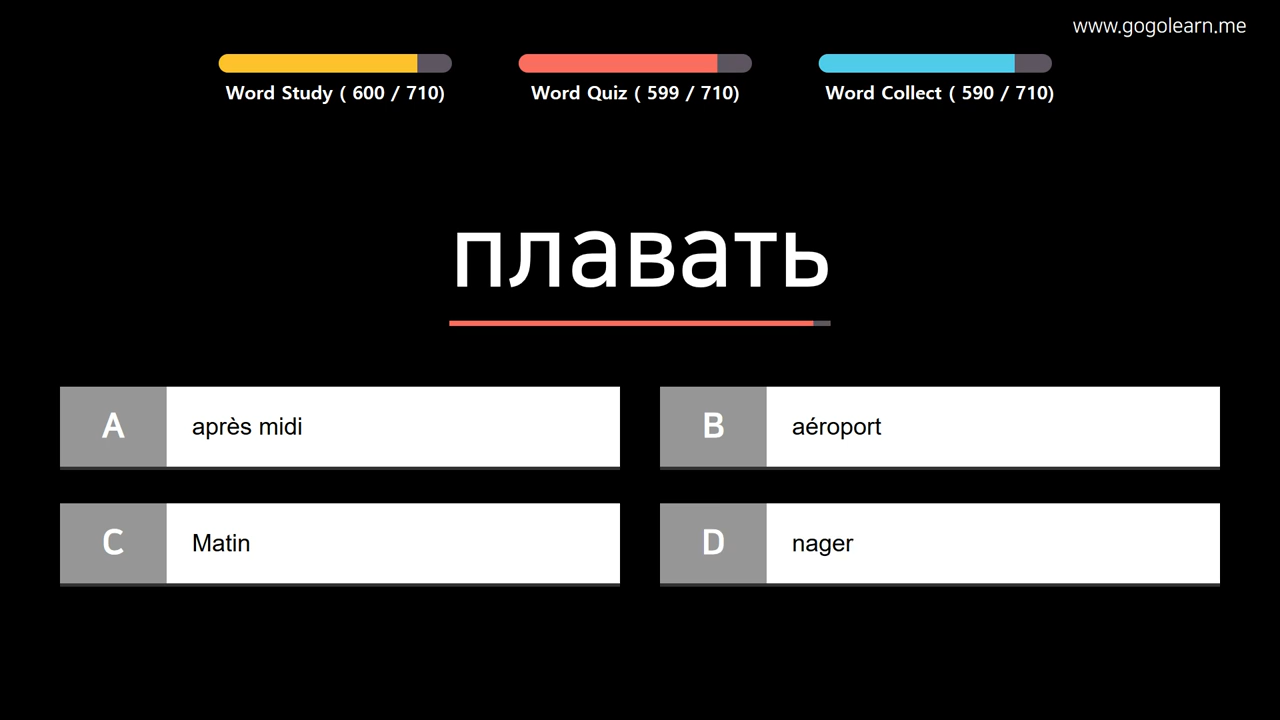 www.gogolearn.me
Word Study ( 600 / 710)
Word Quiz ( 599 / 710)
Word Collect ( 590 / 710)
плавать
A après midi
B aéroport
C Matin
D nager